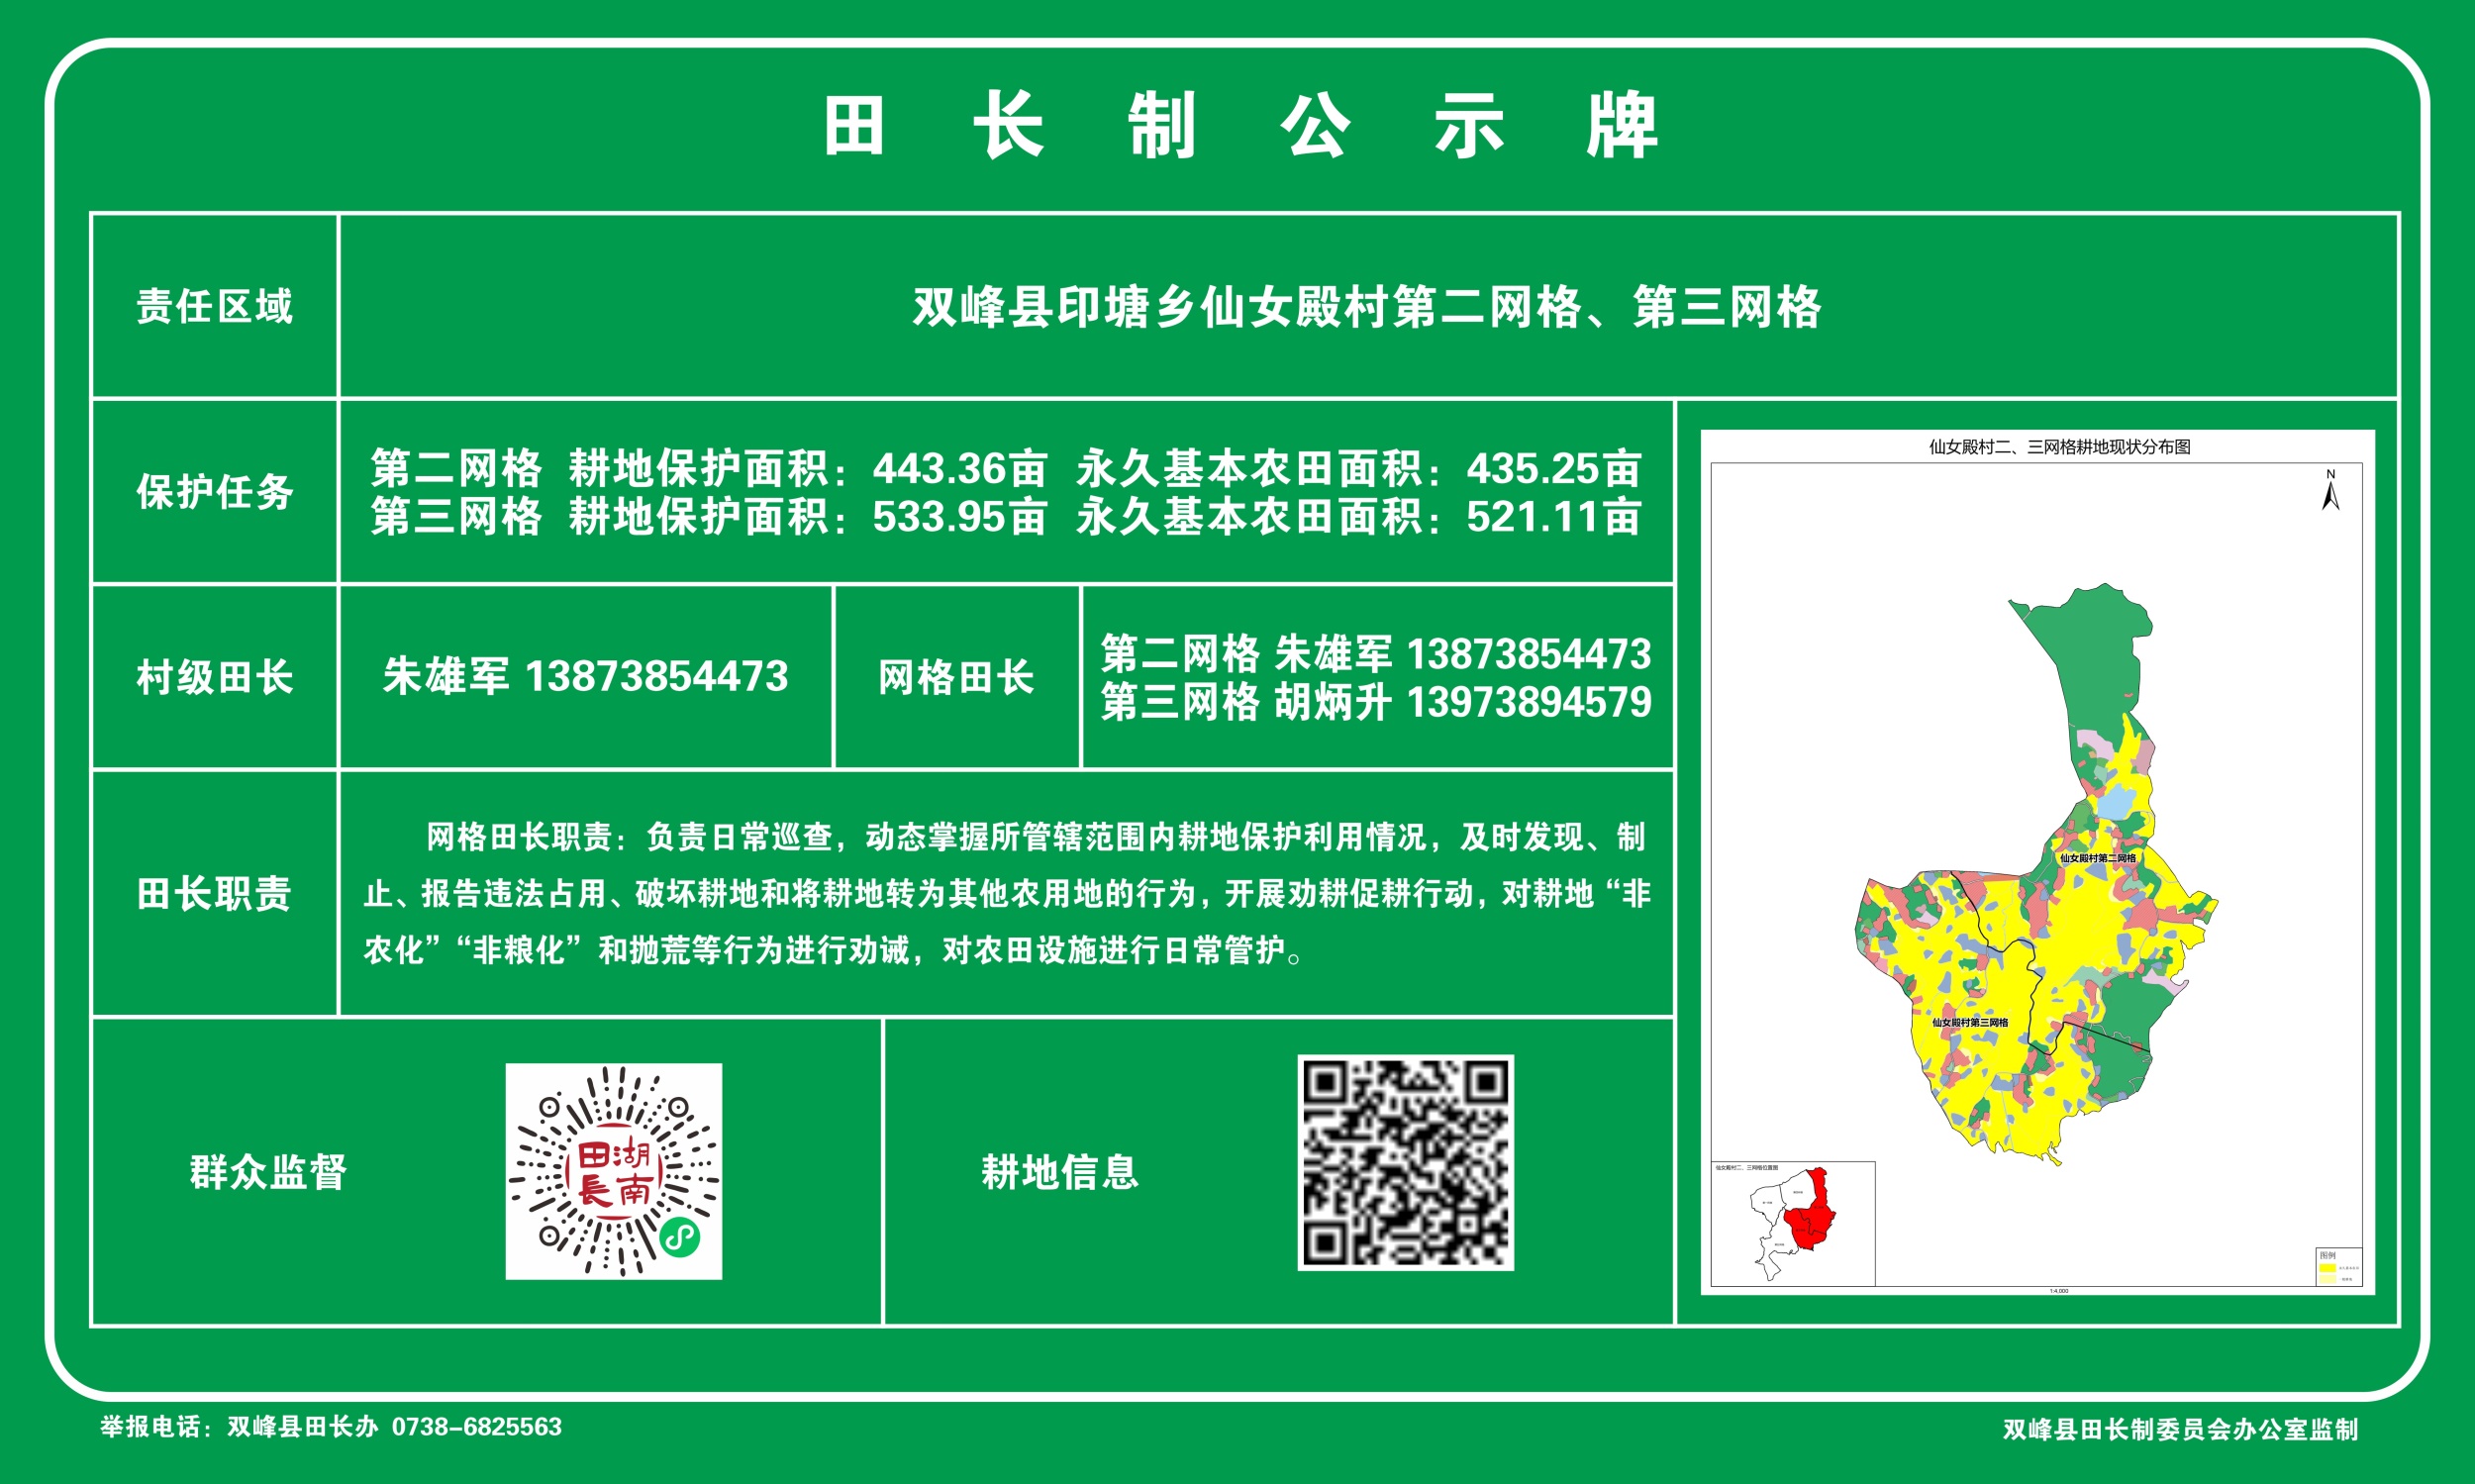 田长制公示牌
责任区域
双峰县印塘乡仙女殿村第二网格、第三网格
保护任务
第二网格 耕地保护面积：443.36亩 永久基本农田面积：435.25亩
第三网格 耕地保护面积：533.95亩 永久基本农田面积：521.11亩
村级田长
朱雄军 13873854473
网格田长
第二网格 朱雄军 13873854473
第三网格 胡炳升 13973894579
田长职责
网格田长职责：负责日常巡查，动态掌握所管辖范围内耕地保护利用情况，及时发现、制
止、报告违法占用、破坏耕地和将耕地转为其他农用地的行为，开展劝耕促耕行动，对耕地“非
农化”“非粮化”和抛荒等行为进行劝诫，对农田设施进行日常管护。
群众监督
田湖
長南
耕地信息
仙女殿村二、三网格耕地现状分布图
N
仙女殿村第二网格
仙女殿村第三网格
仙女殿村二、三网格位置图
图例
1:4,000
举报电话：双峰县田长办 0738-6825563
双峰县田长制委员会办公室监制